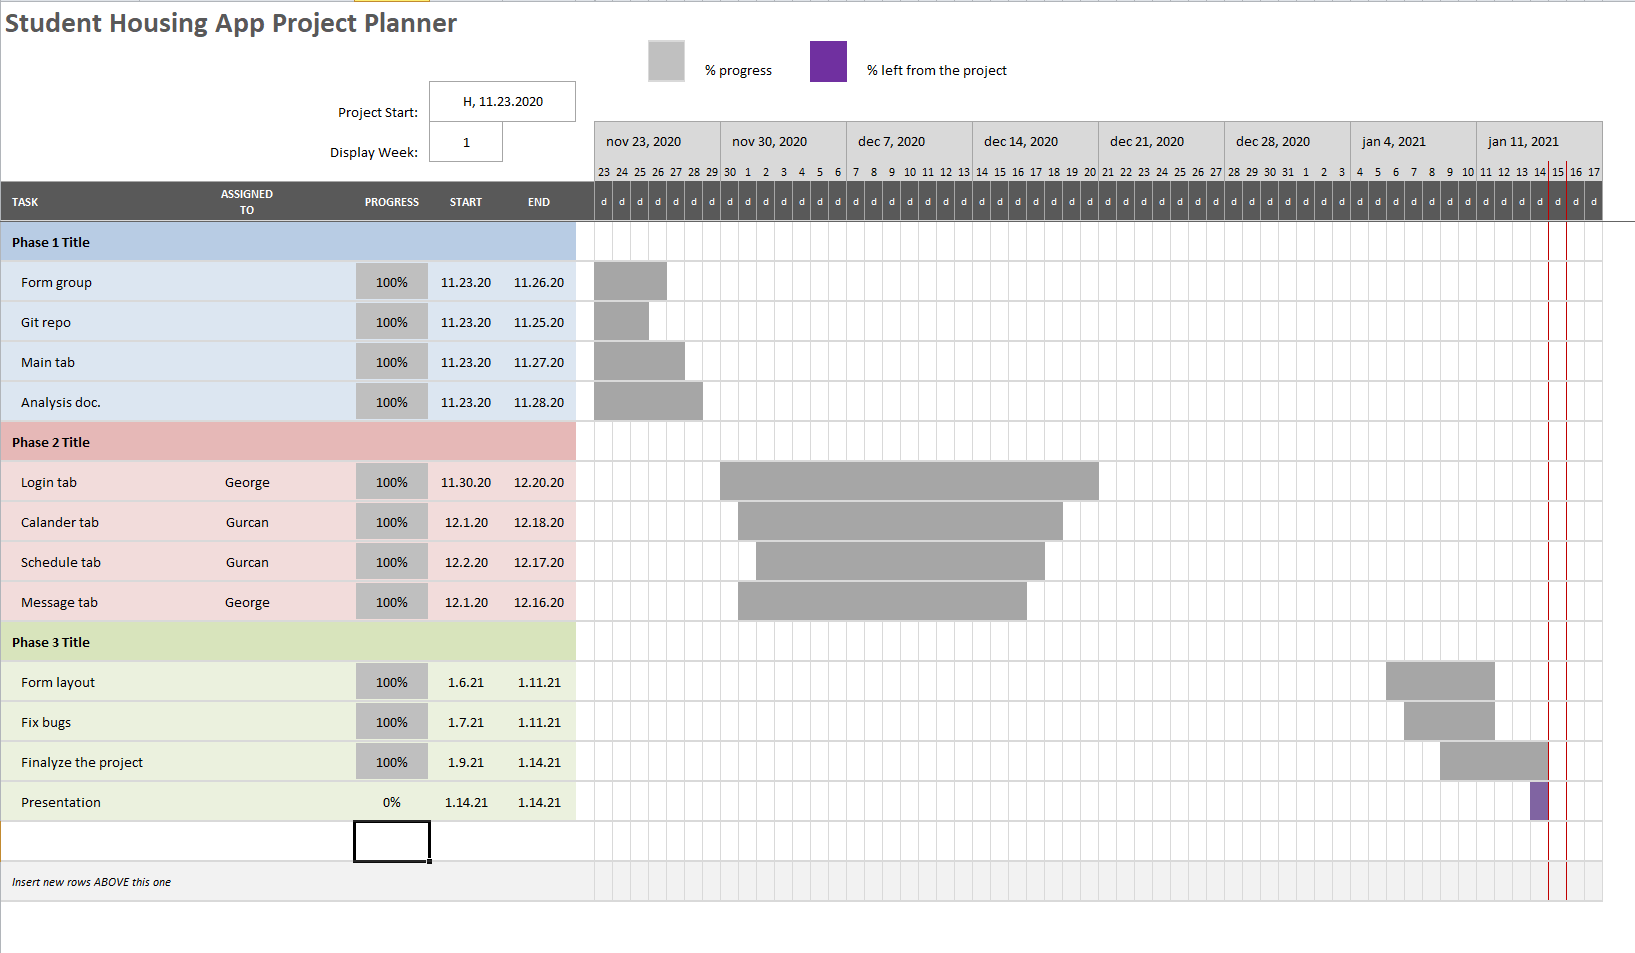 Student Housing App Project Planner
% progress
% left from the project
Project Start:
H, 11.23.2020
Display Week:
1
nov 23, 2020 nov 30, 2020 dec 7, 2020 dec 14, 2020 dec 21, 2020 dec 28, 2020 jan 4, 2021 jan 11, 2021
23 24 25 26 27 28 29 30 1 2 3 4 5 6 7 8 9 10 11 12 13 14 15 16 17 18 19 20 21 22 23 24 25 26 27 28 29 30 31 1 2 3 4 5 6 7 8 9 10 11 12 13 14 15 16 17
TASK ASSIGNED TO PROGRESS START END d d d d d d d d d d d d d d d d d d d d d d d d d d d d d d d d d d d d d d d d d d d d d d d d d d d d d d d d
Phase 1 Title
Form group 100% 11.23.20 11.26.20
Git repo 100% 11.23.20 11.25.20
Main tab 100% 11.23.20 11.27.20
Analysis doc. 100% 11.23.20 11.28.20
Phase 2 Title
Login tab George 100% 11.30.20 12.20.20
Calander tab Gurcan 100% 12.1.20 12.18.20
Schedule tab Gurcan 100% 12.2.20 12.17.20
Message tab George 100% 12.1.20 12.16.20
Phase 3 Title
Form layout 100% 1.6.21 1.11.21
Fix bugs 100% 1.7.21 1.11.21
Finalyze the project 100% 1.9.21 1.14.21
Presentation 0% 1.14.21 1.14.21
Insert new rows ABOVE this one